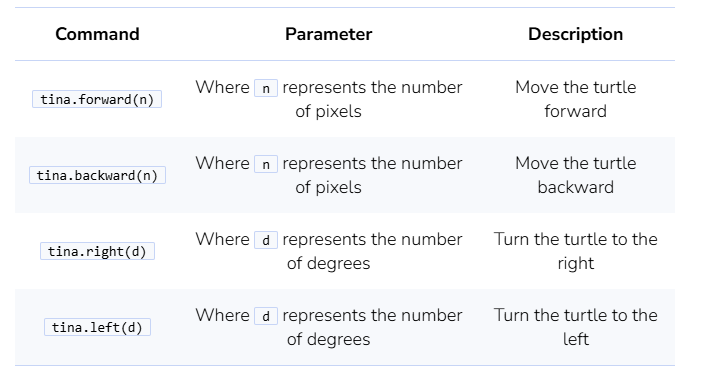 Command Parameter Description
tina.forward(n) Where n represents the number of pixels Move the turtle forward
tina.backward(n) Where n represents the number of pixels Move the turtle backward
tina.right(d) Where d represents the number of degrees Turn the turtle to the right
tina.left(d) Where d represents the number of degrees Turn the turtle to the left